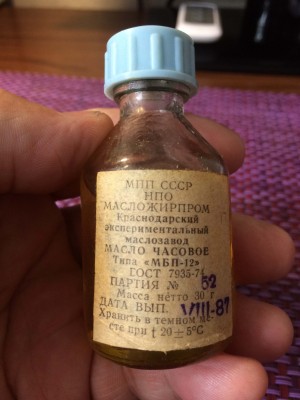 МПП СССР
НПО
МАСЛОЖИРПРОМ
Краснодарский
экспериментальный
маслозавод
МАСЛО ЧАСОВОЕ
Типа «МБП-12»
ГОСТ 7935-74
ПАРТИЯ № 52
Масса нетто 30 г
ДАТА ВЫП. VIII-87
Хранить в темном ме-
сте при t 20±5°С